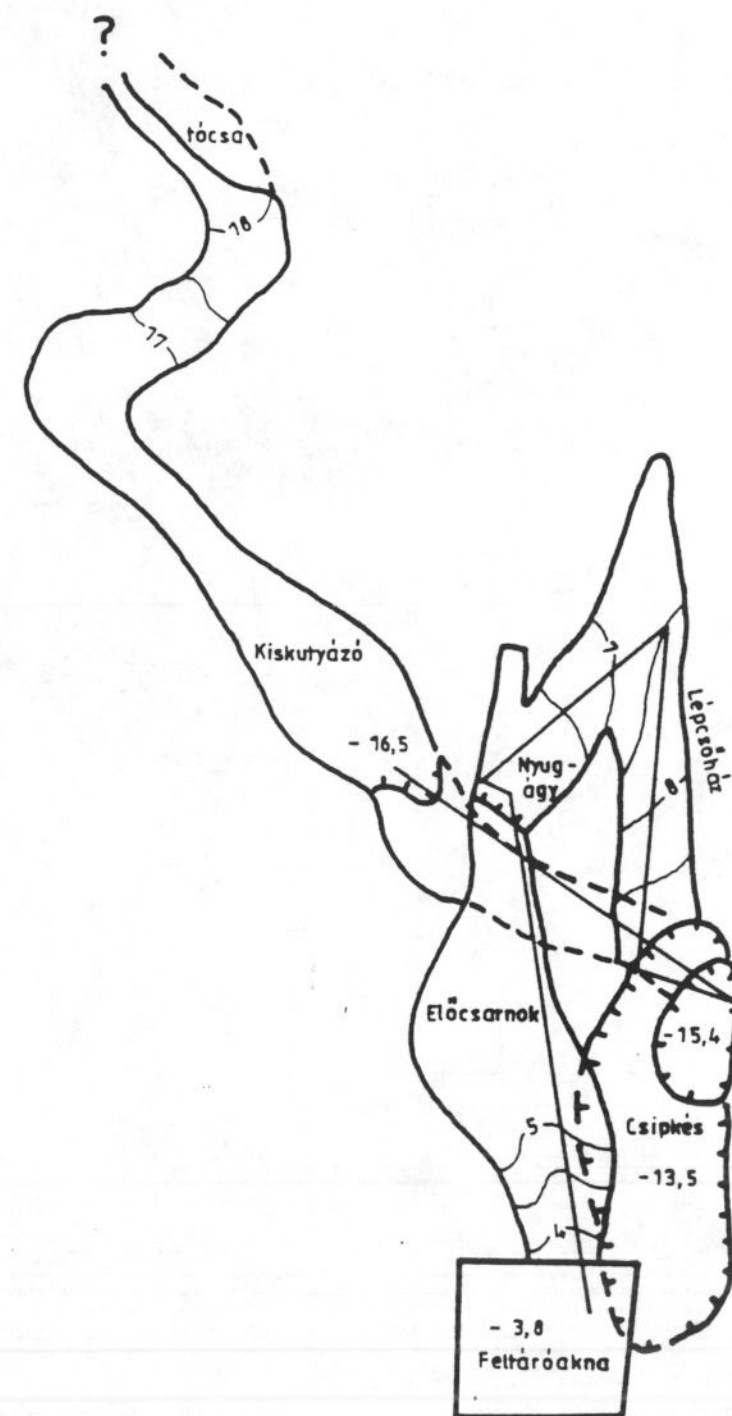 ?
tócsa
18
17
Kiskutyázó
7
Lépcsőház
- 16,5
Nyug-
ágy
8
Előcsarnok
-15,4
5
Csipkés
-13,5
4
- 3,8
Feltáróakna